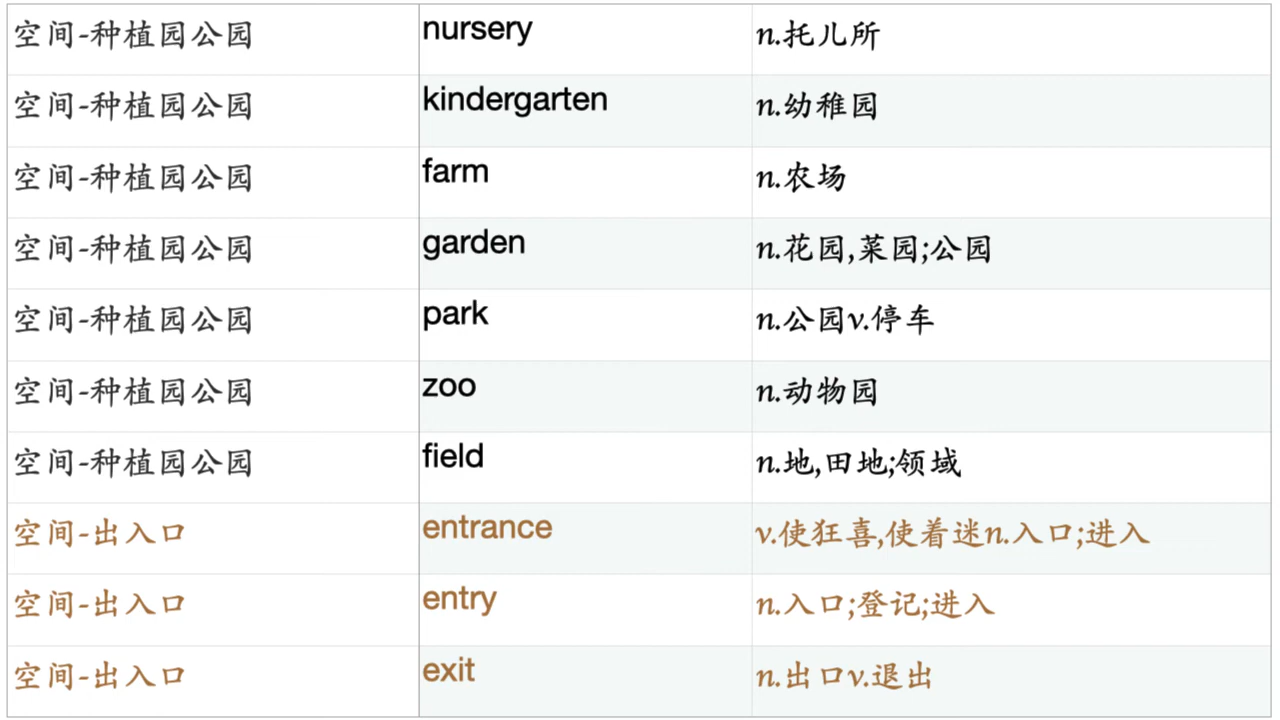 空间-种植园公园 nursery n.托儿所
空间-种植园公园 kindergarten n.幼稚园
空间-种植园公园 farm n.农场
空间-种植园公园 garden n.花园,菜园;公园
空间-种植园公园 park n.公园v.停车
空间-种植园公园 zoo n.动物园
空间-种植园公园 field n.地,田地;领域
空间-出入口 entrance v.使狂喜,使着迷n.入口;进入
空间-出入口 entry n.入口;登记;进入
空间-出入口 exit n.出口v.退出